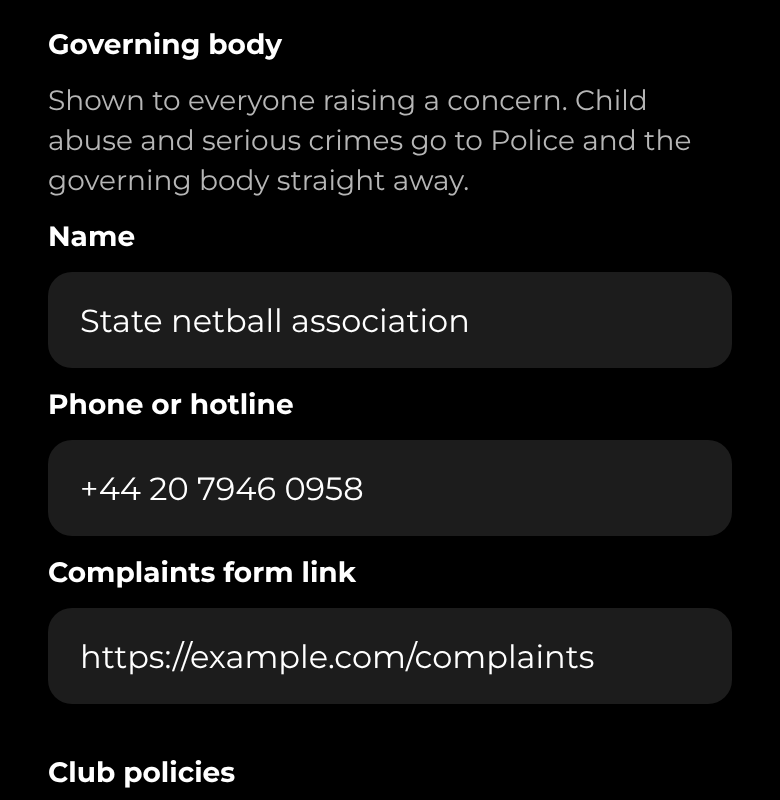 Governing body
Shown to everyone raising a concern. Child
abuse and serious crimes go to Police and the
governing body straight away.
Name
State netball association
Phone or hotline
+44 20 7946 0958
Complaints form link
https://example.com/complaints
Club policies